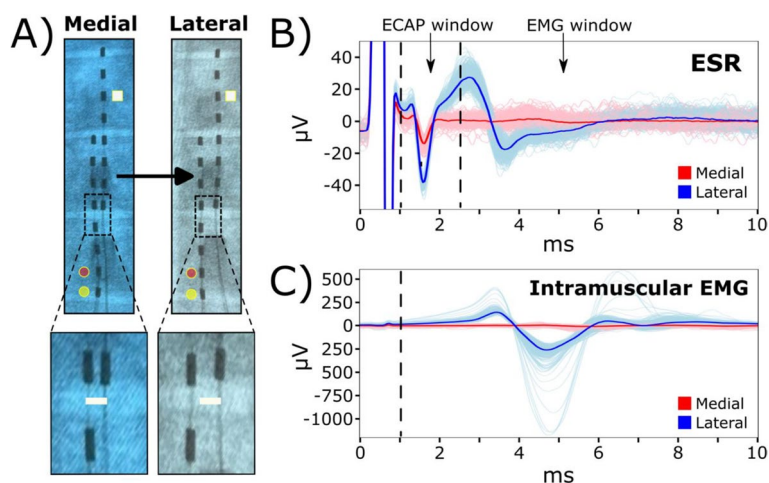 A)
Medial
Lateral
B)
ECAP window
EMG window
ESR
μV
40
20
0
-20
-40
Medial
Lateral
0
2
4
6
8
10
ms
C)
Intramuscular EMG
μV
500
250
0
250
-500
-750
-1000
Medial
Lateral
0
2
4
6
8
10
ms